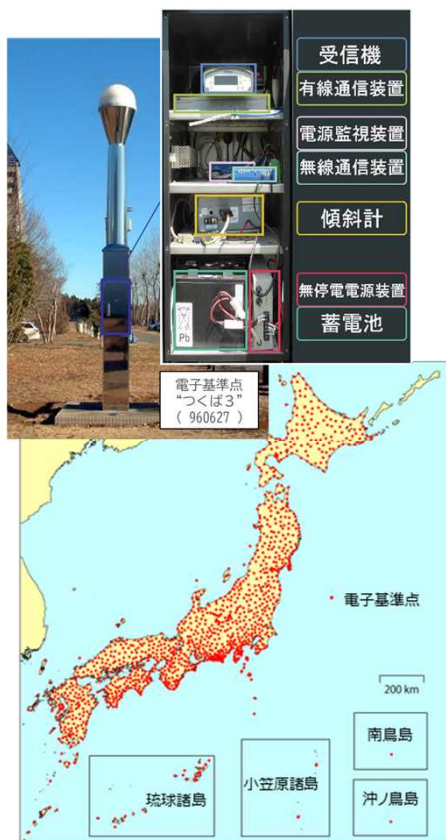 受信機
有線通信装置
電源監視装置
無線通信装置
傾斜計
無停電電源装置
蓄電池
Pb
電子基準点
“つくば3”
( 960627 )
電子基準点
200 km
南鳥島
小笠原諸島
琉球諸島
沖ノ鳥島